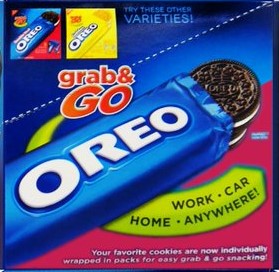 TRY THESE OTHER
VARIETIES!
grab&
GO
OREO
OREO
WORK • CAR
HOME • ANYWHERE!
Your favorite cookies are now individually
wrapped in packs for easy grab & go snacking!